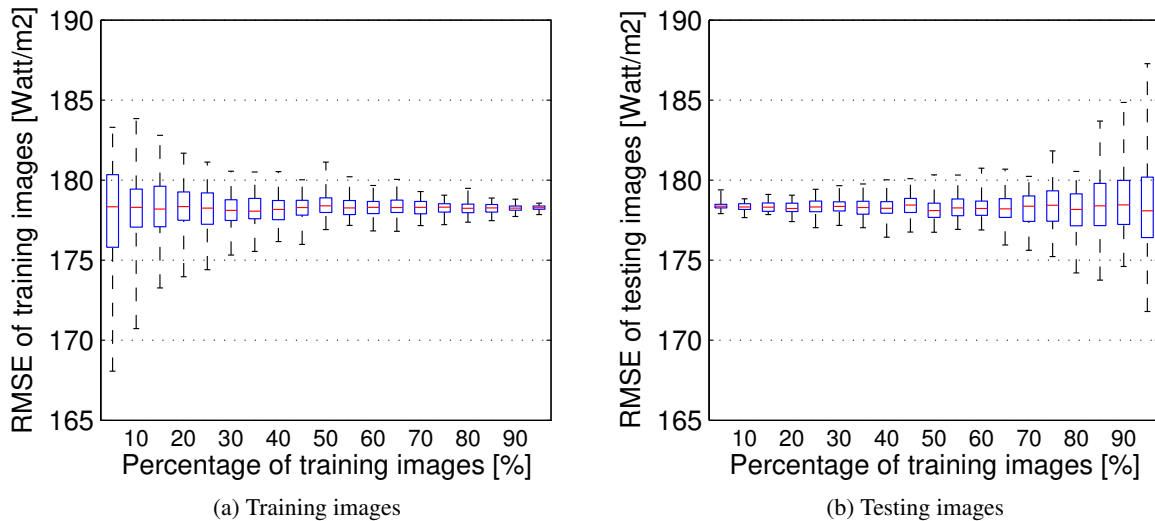 RMSE of training images [Watt/m2]
190
185
180
175
170
165
10 20 30 40 50 60 70 80 90
Percentage of training images [%]
(a) Training images
RMSE of testing images [Watt/m2]
190
185
180
175
170
165
10 20 30 40 50 60 70 80 90
Percentage of training images [%]
(b) Testing images